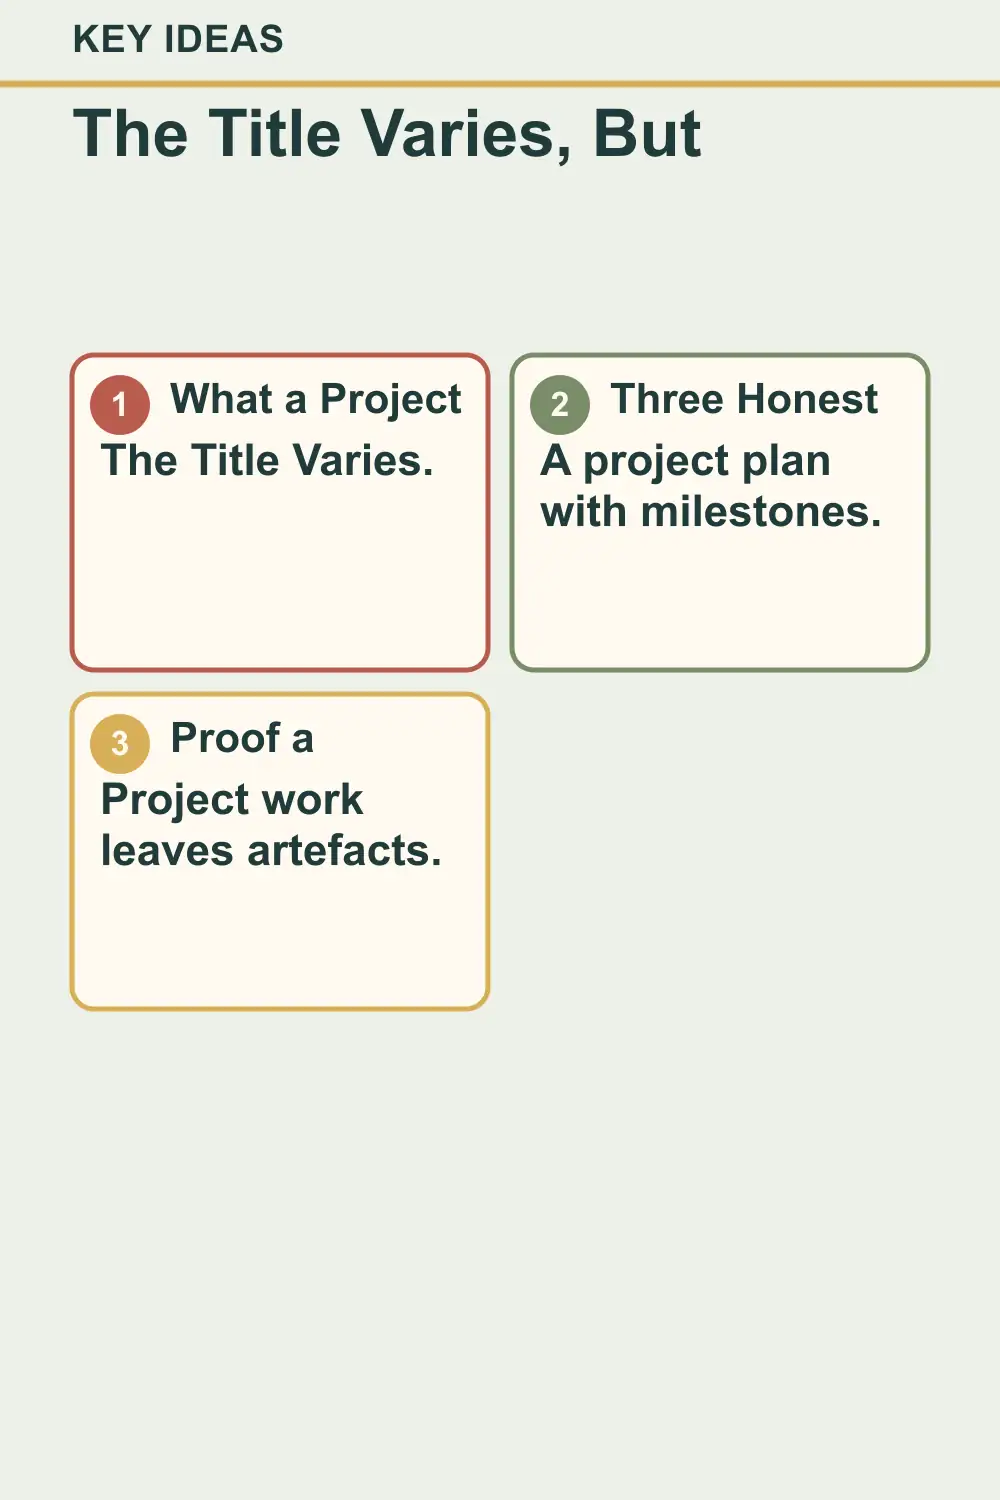 KEY IDEAS
The Title Varies, But
1 What a Project
The Title Varies.
2 Three Honest
A project plan
with milestones.
3 Proof a
Project work
leaves artefacts.